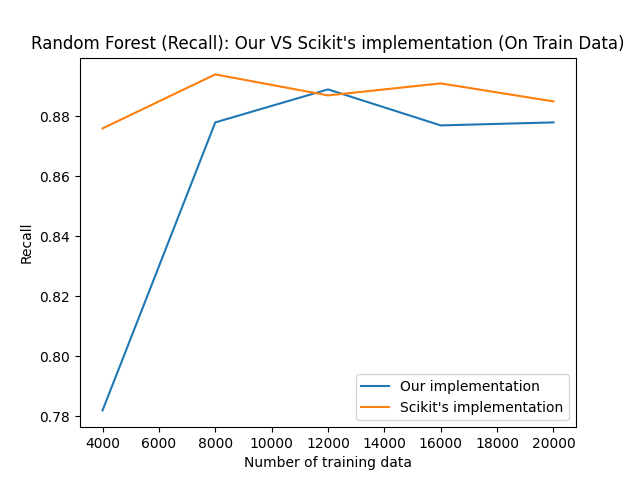 Random Forest (Recall): Our VS Scikit's implementation (On Train Data)
0.88
0.86
0.84
0.82
0.80
0.78
Recall
Our implementation
Scikit's implementation
4000 6000 8000 10000 12000 14000 16000 18000 20000
Number of training data